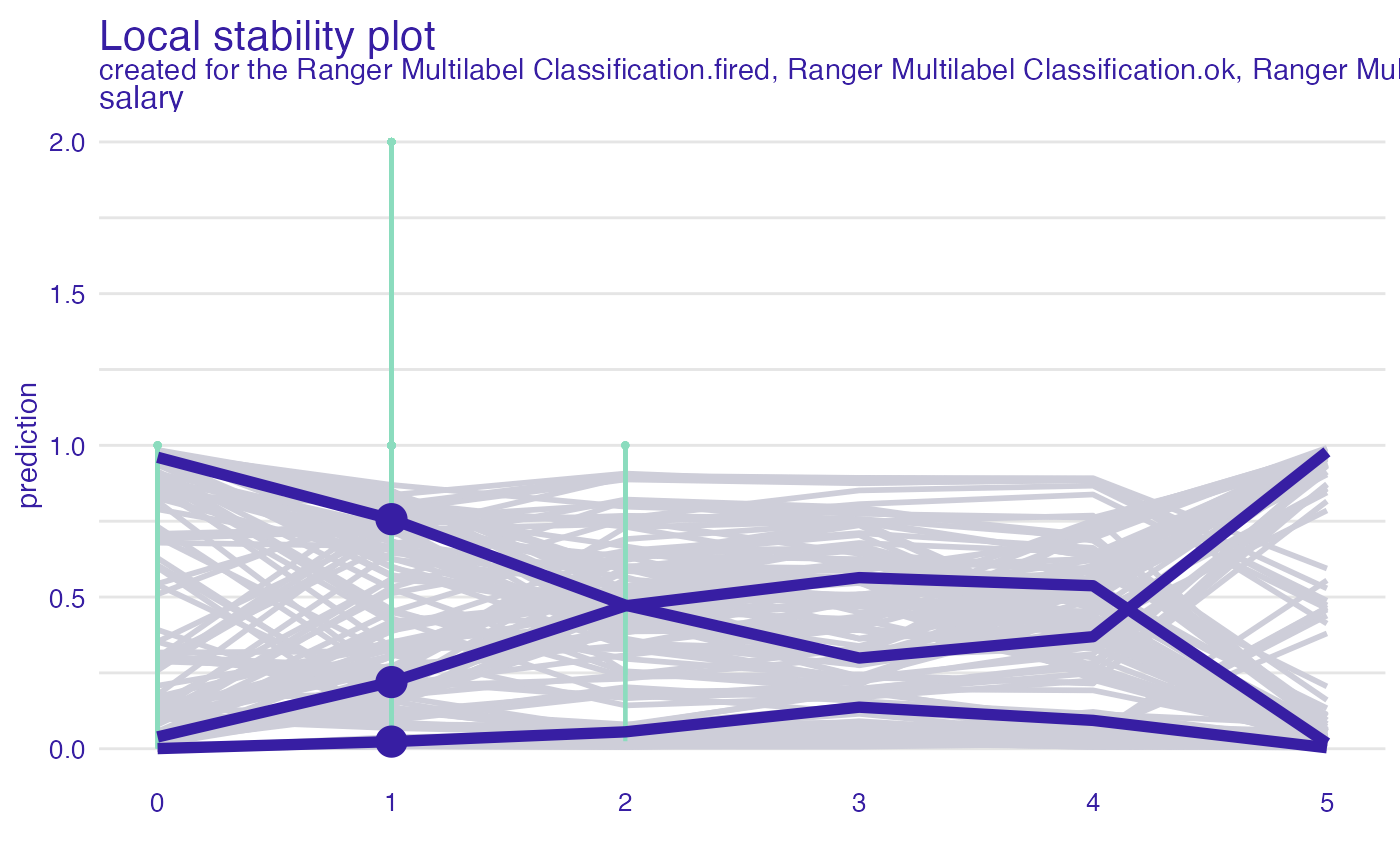 Local stability plot
created for the Ranger Multilabel Classification.fired, Ranger Multilabel Classification.ok, Ranger Mul
salary
2.0
1.5
1.0
0.5
0.0
prediction
0 1 2 3 4 5